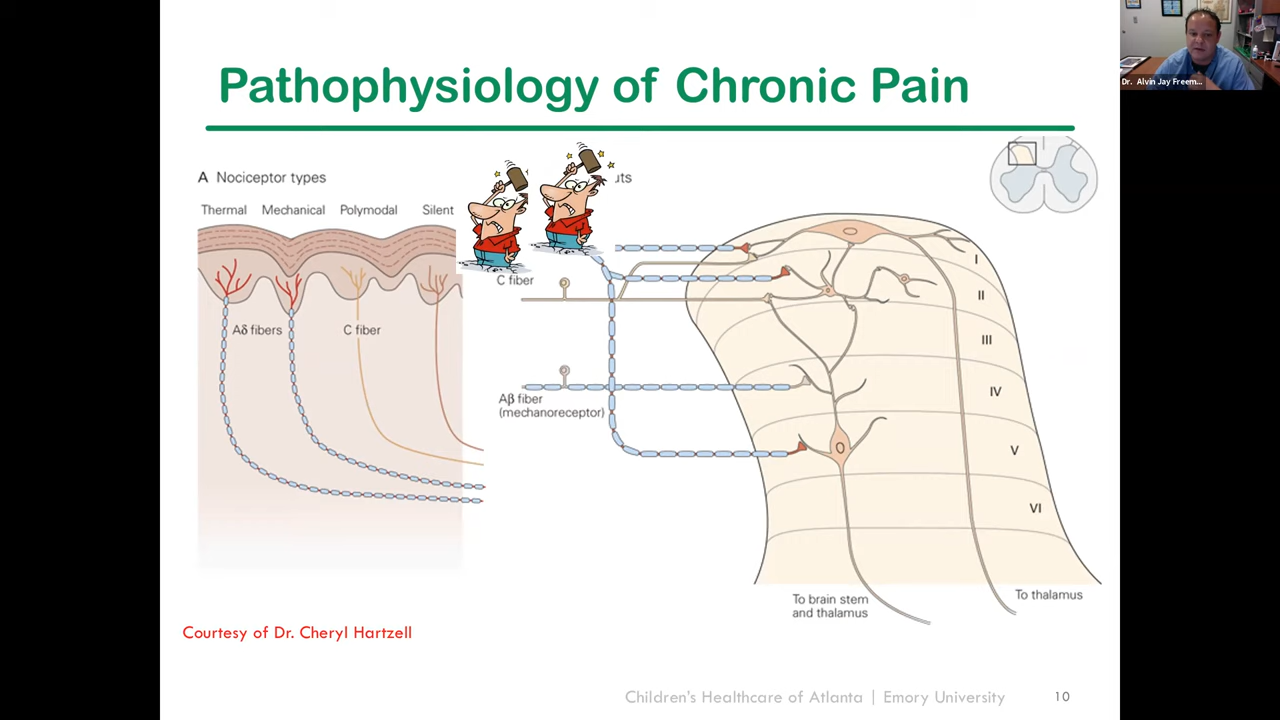 Pathophysiology of Chronic Pain
A Nociceptor types
Thermal Mechanical Polymodal Silent
Aδ fibers
C fiber
C fiber
Aβ fiber
(mechanoreceptor)
I
II
III
IV
V
VI
To brain stem
and thalamus
To thalamus
Courtesy of Dr. Cheryl Hartzell
Children's Healthcare of Atlanta | Emory University
10
Dr. Alvin Jay Freem...